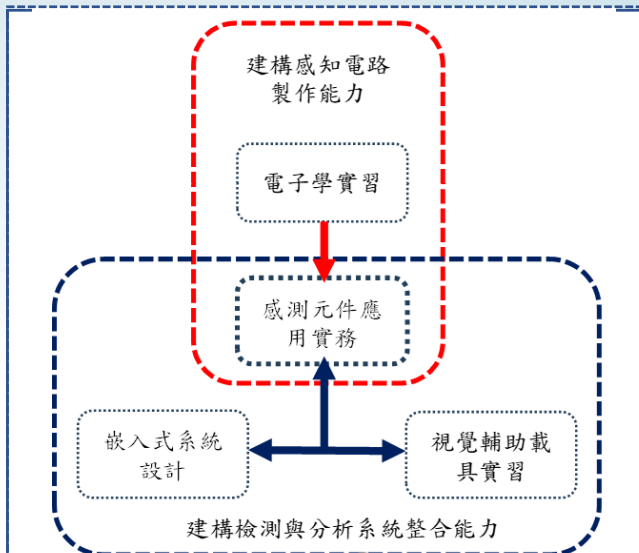 建構感知電路
製作能力
電子學實習
感測元件應
用實務
嵌入式系統
設計
視覺輔助載
具實習
建構檢測與分析系統整合能力